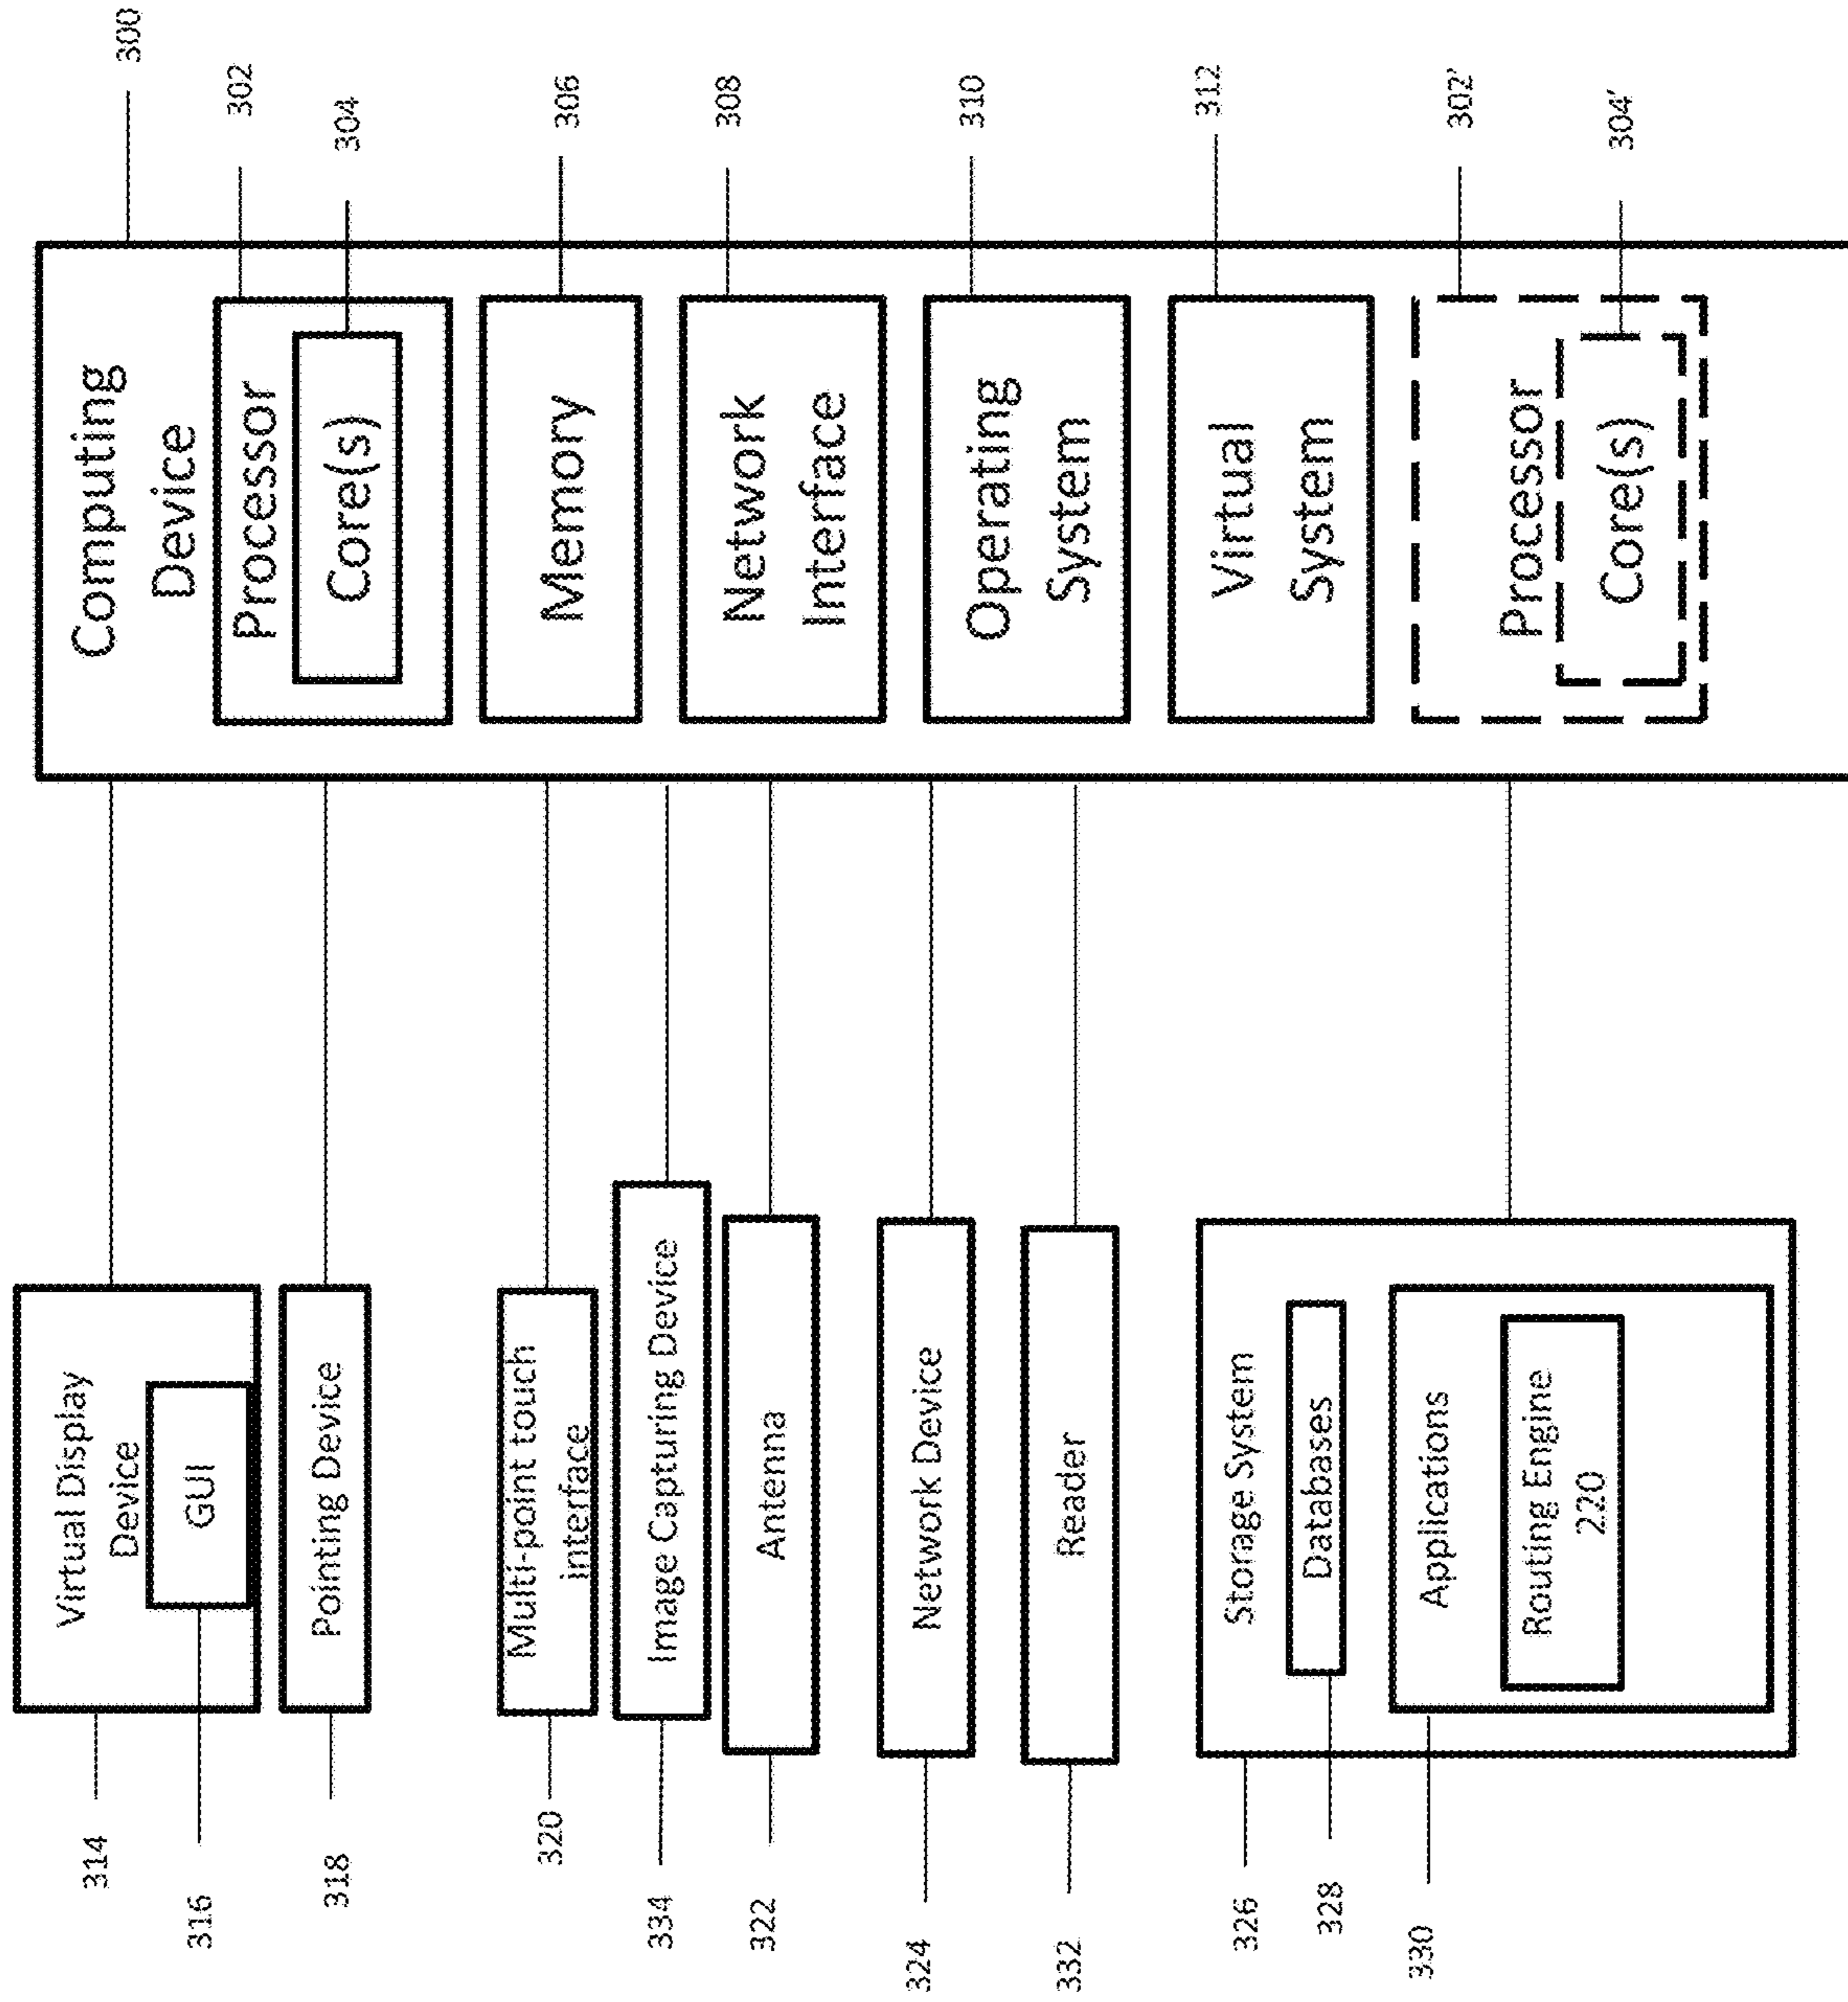 314
Virtual Display
Device
316
GUI
318
Pointing Device
320
Multi-point touch
interface
334
Image Capturing Device
322
Antenna
324
Network Device
332
Reader
326
Storage System
328
Databases
330
Applications
Routing Engine
220
300
Computing
Device
302
Processor
304
Core(s)
306
Memory
308
Network
Interface
310
Operating
System
312
Virtual
System
302'
Processor
304'
Core(s)